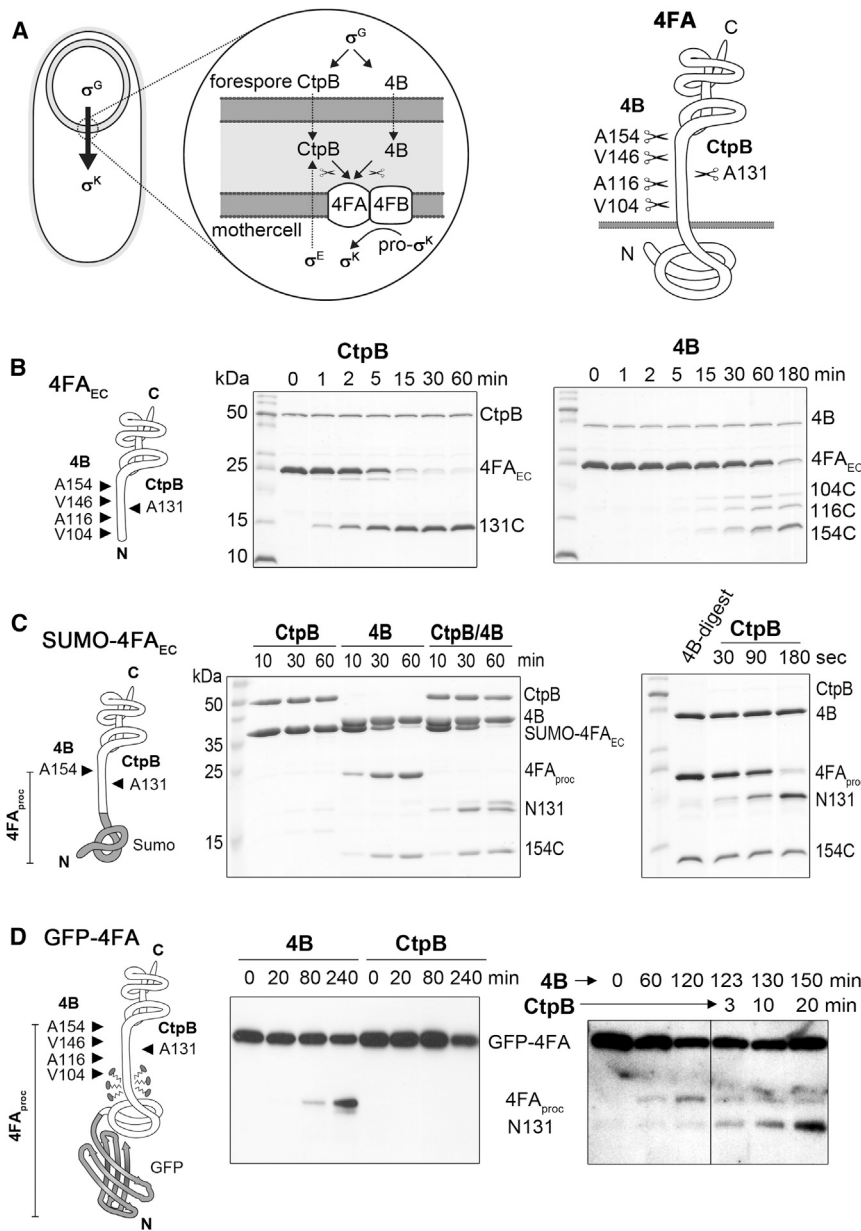 A
σG
σK
σG
forespore CtpB 4B
CtpB 4B
4FA 4FB
mothercell
σE σK pro-σK
4FA
C
4B
A154
V146
CtpB
A131
A116
V104
N
B
4FAEC
C
4B
A154
V146
A116
V104
CtpB
A131
N
CtpB
kDa 0 1 2 5 15 30 60 min
50
25
15
10
CtpB
4FAEC
131C
4B
0 1 2 5 15 30 60 180 min
4B
4FAEC
104C
116C
154C
C
SUMO-4FAEC
C
4B
A154
CtpB
A131
4FAproc
Sumo
N
CtpB 4B CtpB/4B
10 30 60 10 30 60 10 30 60 min
kDa
50
35
25
15
CtpB
4B
SUMO-4FAEC
4FAproc
N131
154C
4B-digest
CtpB
30 90 180 sec
CtpB
4B
4FAproc
N131
154C
D
GFP-4FA
C
4B
A154
V146
A116
V104
CtpB
A131
4FAproc
GFP
N
4B CtpB
0 20 80 240 0 20 80 240 min
GFP-4FA
4FAproc
N131
4B → 0 60 120 123 130 150 min
CtpB → 3 10 20 min